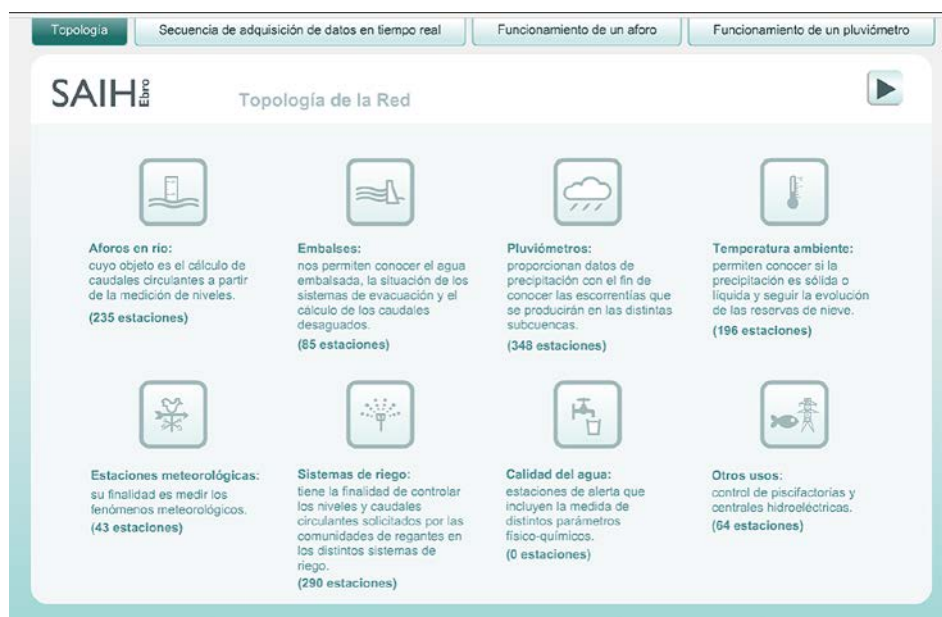 Topología
Secuencia de adquisición de datos en tiempo real
Funcionamiento de un aforo
Funcionamiento de un pluviómetro
SAIH Ebro
Topología de la Red
Aforos en río:
cuyo objeto es el cálculo de
caudales circulantes a partir
de la medición de niveles.
(235 estaciones)
Embalses:
nos permiten conocer el agua
embalsada, la situación de los
sistemas de evacuación y el
cálculo de los caudales
desaguados.
(85 estaciones)
Pluviómetros:
proporcionan datos de
precipitación con el fin de
conocer las escorrentías que
se producirán en las distintas
subcuencas.
(348 estaciones)
Temperatura ambiente:
permiten conocer si la
precipitación es sólida o
líquida y seguir la evolución
de las reservas de nieve.
(196 estaciones)
Estaciones meteorológicas:
su finalidad es medir los
fenómenos meteorológicos.
(43 estaciones)
Sistemas de riego:
tiene la finalidad de controlar
los niveles y caudales
circulantes solicitados por las
comunidades de regantes en
los distintos sistemas de
riego.
(290 estaciones)
Calidad del agua:
estaciones de alerta que
incluyen la medida de
distintos parámetros
físico-químicos.
(0 estaciones)
Otros usos:
control de piscifactorías y
centrales hidroeléctricas.
(64 estaciones)